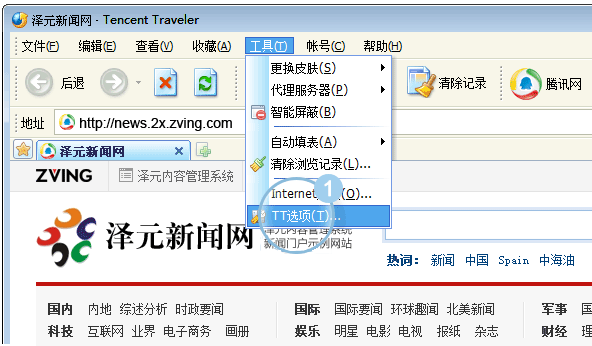 泽元新闻网 - Tencent Traveler
文件(F) 编辑(E) 查看(V) 收藏(A) 工具(T) 帐号(C) 帮助(H)
后退
清除记录 腾讯网
地址 http://news.2x.zving.com
泽元新闻网
更换皮肤(S)
代理服务器(P)
智能屏蔽(B)
自动填表(A)
清除浏览记录(L)...
Internet (O)...
TT选项(T)...
1
ZVING 泽元内容管理系统
泽元新闻网
泽元内容管理系统
新闻门户示例网站
热词: 新闻 中国 Spain 中海油
国内 内地 综述分析 时政要闻 国际 国际要闻 环球趣闻 北美新闻 军事 国
科技 互联网 业界 电子商务 画册 娱乐 明星 电影 电视 报纸 杂志 财经 理